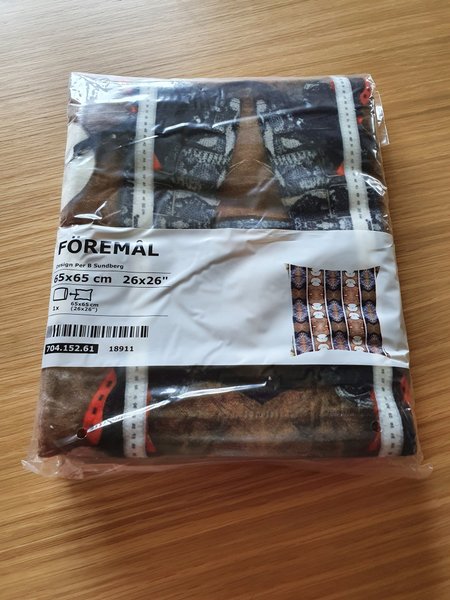 FÖREMÅL
Design Per B Sundberg
65x65 cm 26x26"
1x
65x65 cm
(26x26")
704.152.61 18911